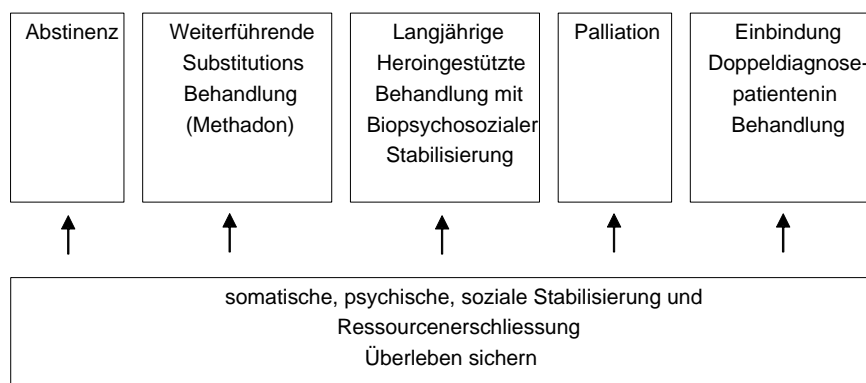 Abstinenz
Weiterführende
Substitutions
Behandlung
(Methadon)
Langjährige
Heroingestützte
Behandlung mit
Biopsychosozialer
Stabilisierung
Palliation
Einbindung
Doppeldiagnose-
patientenin
Behandlung
somatische, psychische, soziale Stabilisierung und
Ressourcenerschliessung
Überleben sichern